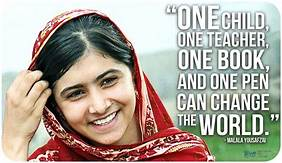 “ONE CHILD,
ONE TEACHER,
ONE BOOK,
AND ONE PEN
CAN CHANGE
THE WORLD.”
- MALALA YOUSAFZAI